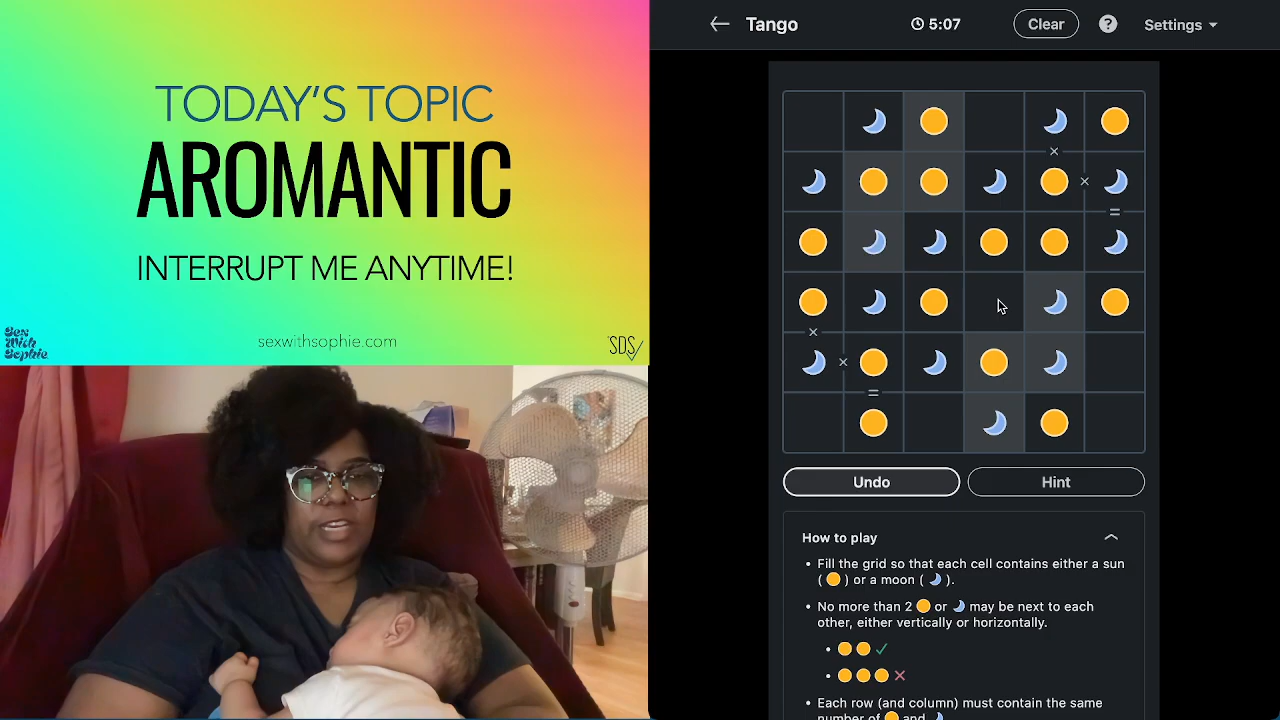 TODAY'S TOPIC
AROMANTIC
INTERRUPT ME ANYTIME!
Sex
With
Sophie
sexwithsophie.com
SDS
Tango
5:07
Clear
?
Settings
Undo
Hint
How to play
• Fill the grid so that each cell contains either a sun
( ) or a moon ( ).
• No more than 2 or may be next to each
other, either vertically or horizontally.
• Each row (and column) must contain the same
number of and